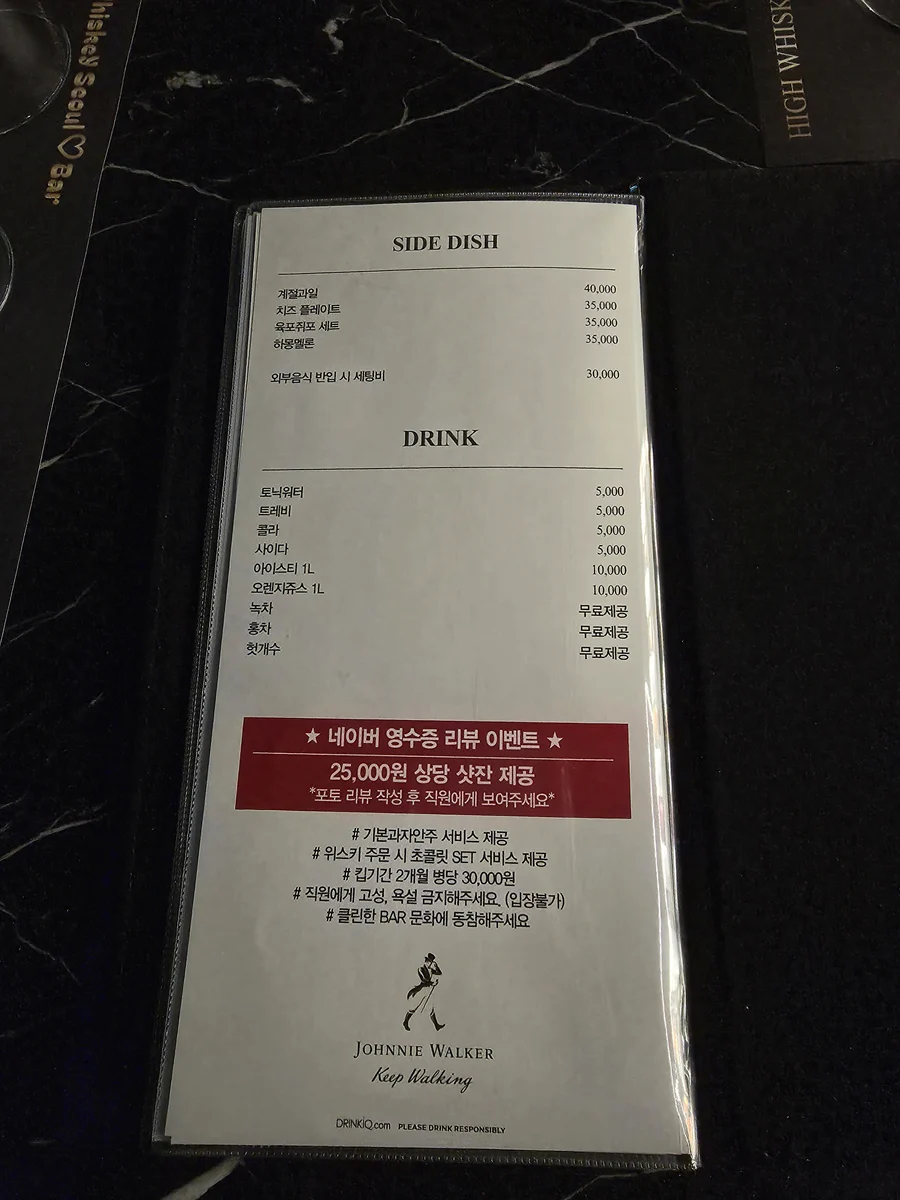 Whiskey Seoul♡Bar
HIGH WHISK
SIDE DISH
계절과일 40,000
치즈 플레이트 35,000
육포쥐포 세트 35,000
하몽멜론 35,000
외부음식 반입 시 세팅비 30,000
DRINK
토닉워터 5,000
트레비 5,000
콜라 5,000
사이다 5,000
아이스티 1L 10,000
오렌지쥬스 1L 10,000
녹차 무료제공
홍차 무료제공
헛개수 무료제공
★ 네이버 영수증 리뷰 이벤트 ★
25,000원 상당 샷잔 제공
*포토 리뷰 작성 후 직원에게 보여주세요*
# 기본과자안주 서비스 제공
# 위스키 주문 시 초콜릿 SET 서비스 제공
# 킵기간 2개월 병당 30,000원
# 직원에게 고성, 욕설 금지해주세요. (입장불가)
# 클린한 BAR 문화에 동참해주세요
JOHNNIE WALKER
Keep Walking
DRINKiQ.com PLEASE DRINK RESPONSIBLY